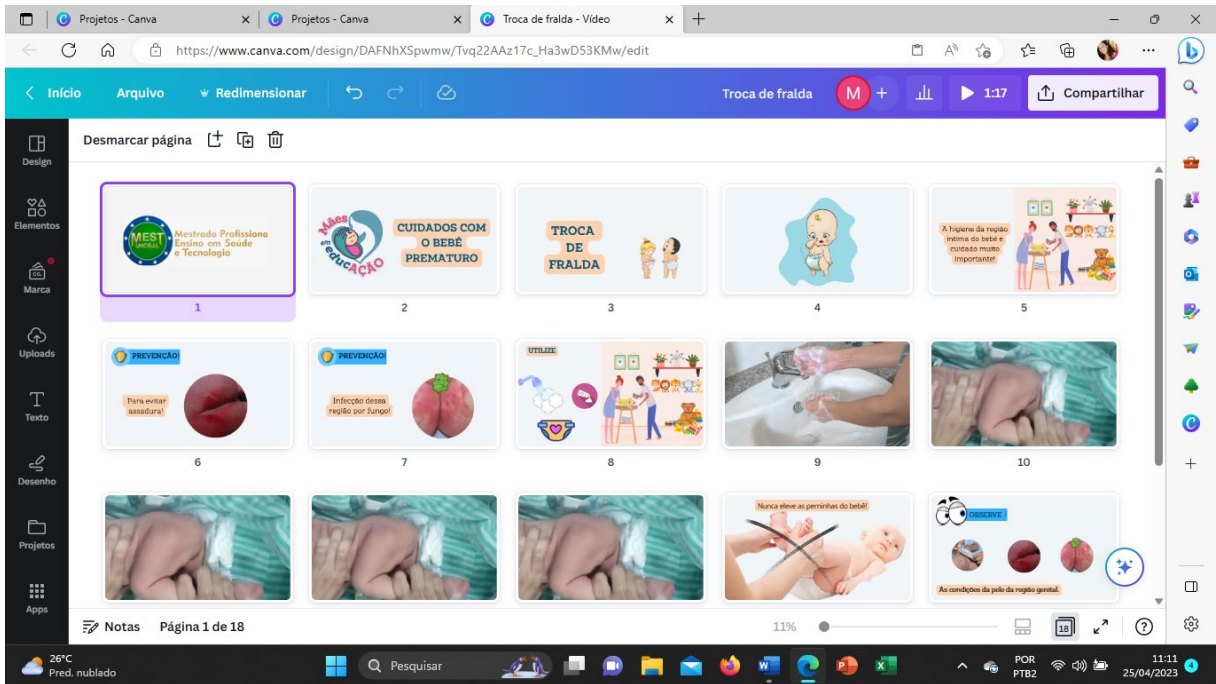 Projetos - Canva
Projetos - Canva
Troca de fralda - Vídeo
https://www.canva.com/design/DAFNhXSpwmw/Tvq22AAz17c_Ha3wD53KMw/edit
Início
Arquivo
Redimensionar
Troca de fralda
M
+
1:17
Compartilhar
Desmarcar página
Design
Elementos
Marca
Uploads
Texto
Desenho
Projetos
Apps
MEST
UNCISAL
Mestrado Profissiona
Ensino em Saúde
e Tecnologia
1
Mães
e educAÇÃO
CUIDADOS COM
O BEBÊ
PREMATURO
2
TROCA
DE
FRALDA
3
4
A higiene da região
íntima do bebê e
cuidado muito
importante!
5
PREVENÇÃO!
Para evitar
assadura!
6
PREVENÇÃO!
Infecção dessa
região por fungo!
7
UTILIZE
8
9
10
Nunca eleve as perninhas do bebê!
OBSERVE !
As condições da pele da região genital.
Notas
Página 1 de 18
11%
18
26°C
Pred. nublado
Pesquisar
POR
PTB2
11:11
25/04/2023
4